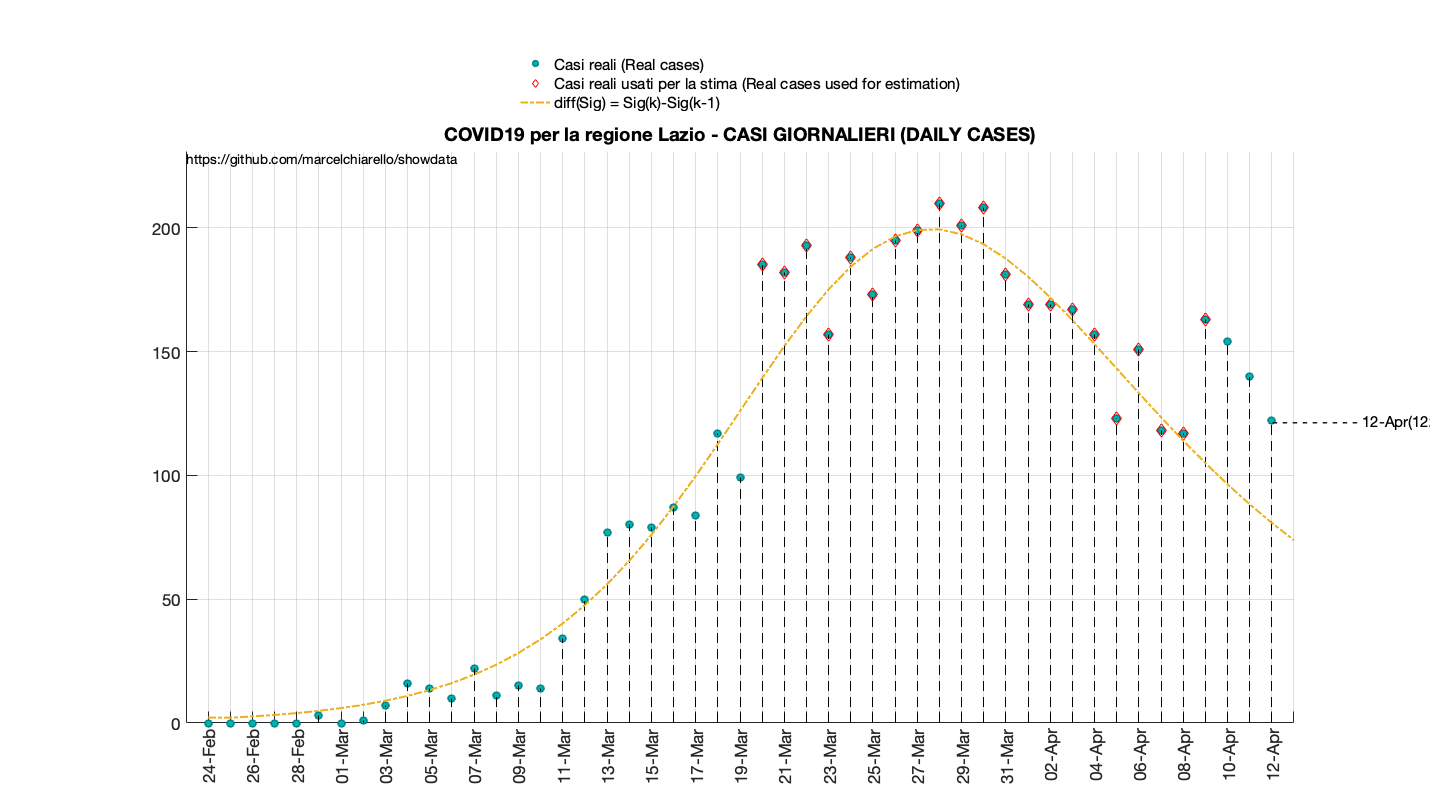 Casi reali (Real cases)
Casi reali usati per la stima (Real cases used for estimation)
diff(Sig) = Sig(k)-Sig(k-1)
COVID19 per la regione Lazio - CASI GIORNALIERI (DAILY CASES)
https://github.com/marcelchiarello/showdata
200
150
100
50
0
12-Apr(12
24-Feb
26-Feb
28-Feb
01-Mar
03-Mar
05-Mar
07-Mar
09-Mar
11-Mar
13-Mar
15-Mar
17-Mar
19-Mar
21-Mar
23-Mar
25-Mar
27-Mar
29-Mar
31-Mar
02-Apr
04-Apr
06-Apr
08-Apr
10-Apr
12-Apr